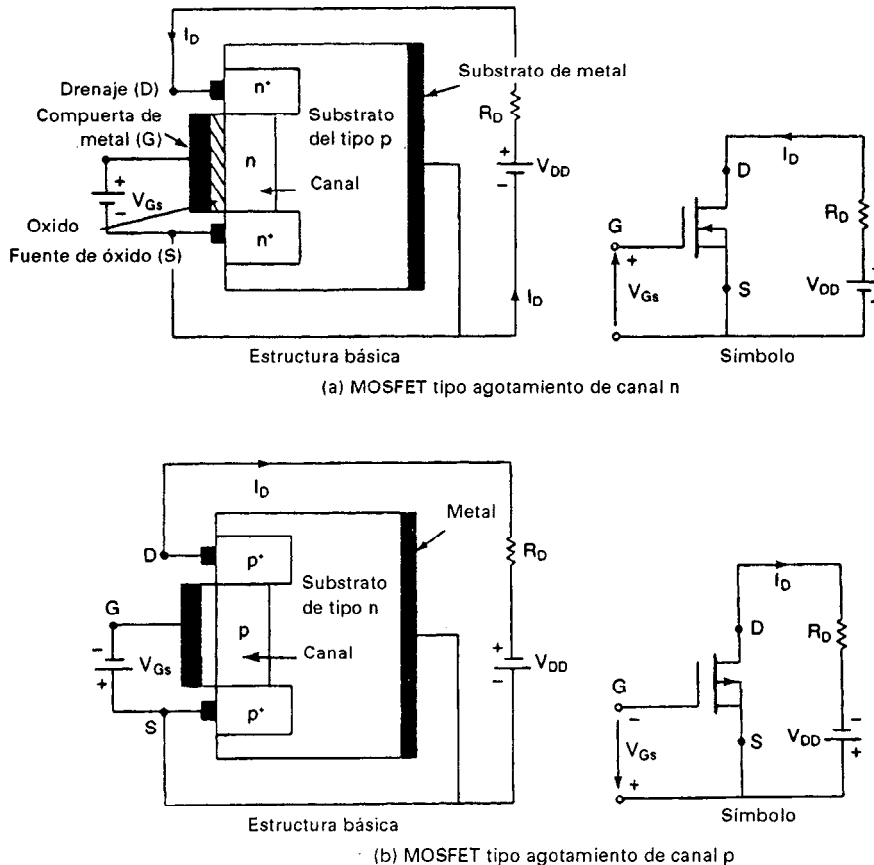 I_D
Drenaje (D)
n⁺
Substrato de metal
Compuerta de
metal (G)
Substrato
del tipo p
R_D
n
Canal
+
V_Gs
-
+
V_DD
-
Oxido
Fuente de óxido (S)
n⁺
I_D
Estructura básica
I_D
D
R_D
G
+
V_Gs
S
V_DD
Símbolo
(a) MOSFET tipo agotamiento de canal n
I_D
Metal
D
p⁺
R_D
Substrato
de tipo n
G
p
-
V_Gs
+
Canal
+
V_DD
-
S
p⁺
Estructura básica
I_D
D
R_D
G
-
V_Gs
+
S
-
V_DD
+
Símbolo
(b) MOSFET tipo agotamiento de canal p